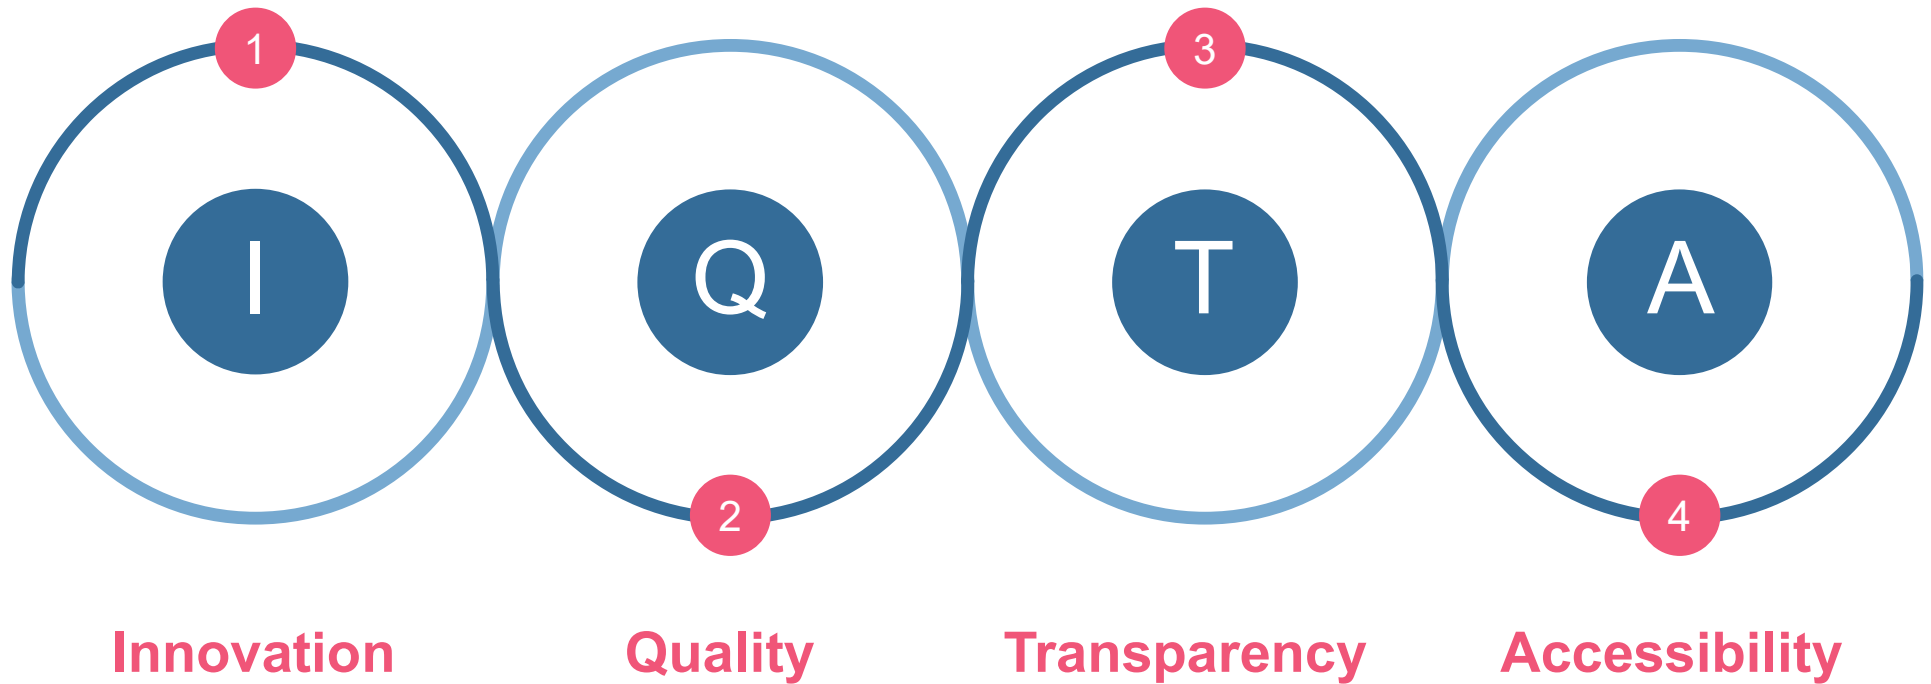 1
3
I
Q
T
A
2
4
Innovation
Quality
Transparency
Accessibility